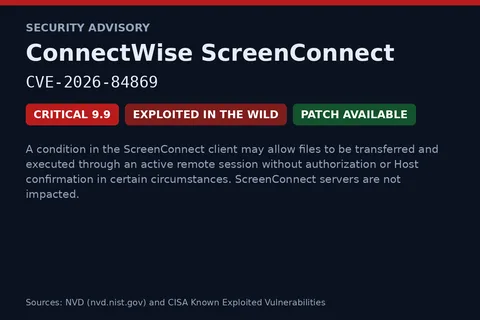 SECURITY ADVISORY
ConnectWise ScreenConnect
CVE-2026-84869
CRITICAL 9.9 EXPLOITED IN THE WILD PATCH AVAILABLE
A condition in the ScreenConnect client may allow files to be transferred and
executed through an active remote session without authorization or Host
confirmation in certain circumstances. ScreenConnect servers are not
impacted.
Sources: NVD (nvd.nist.gov) and CISA Known Exploited Vulnerabilities